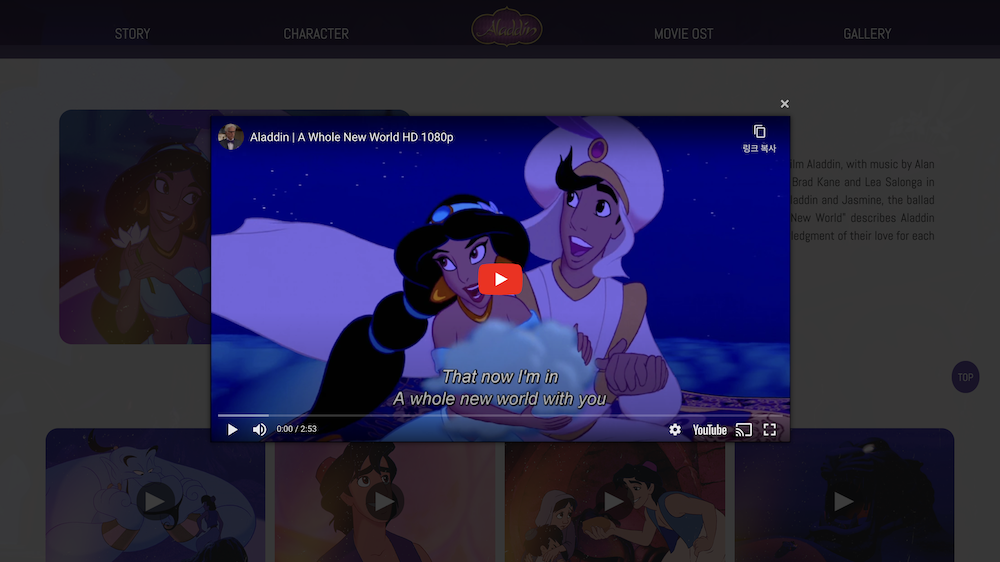 STORY
CHARACTER
Aladdin
MOVIE OST
GALLERY
×
Aladdin | A Whole New World HD 1080p
링크 복사
lm Aladdin, with music by Alan
Brad Kane and Lea Salonga in
laddin and Jasmine, the ballad
New World" describes Aladdin
ledgment of their love for each
That now I'm in
A whole new world with you
TOP
0:00 / 2:53
YouTube